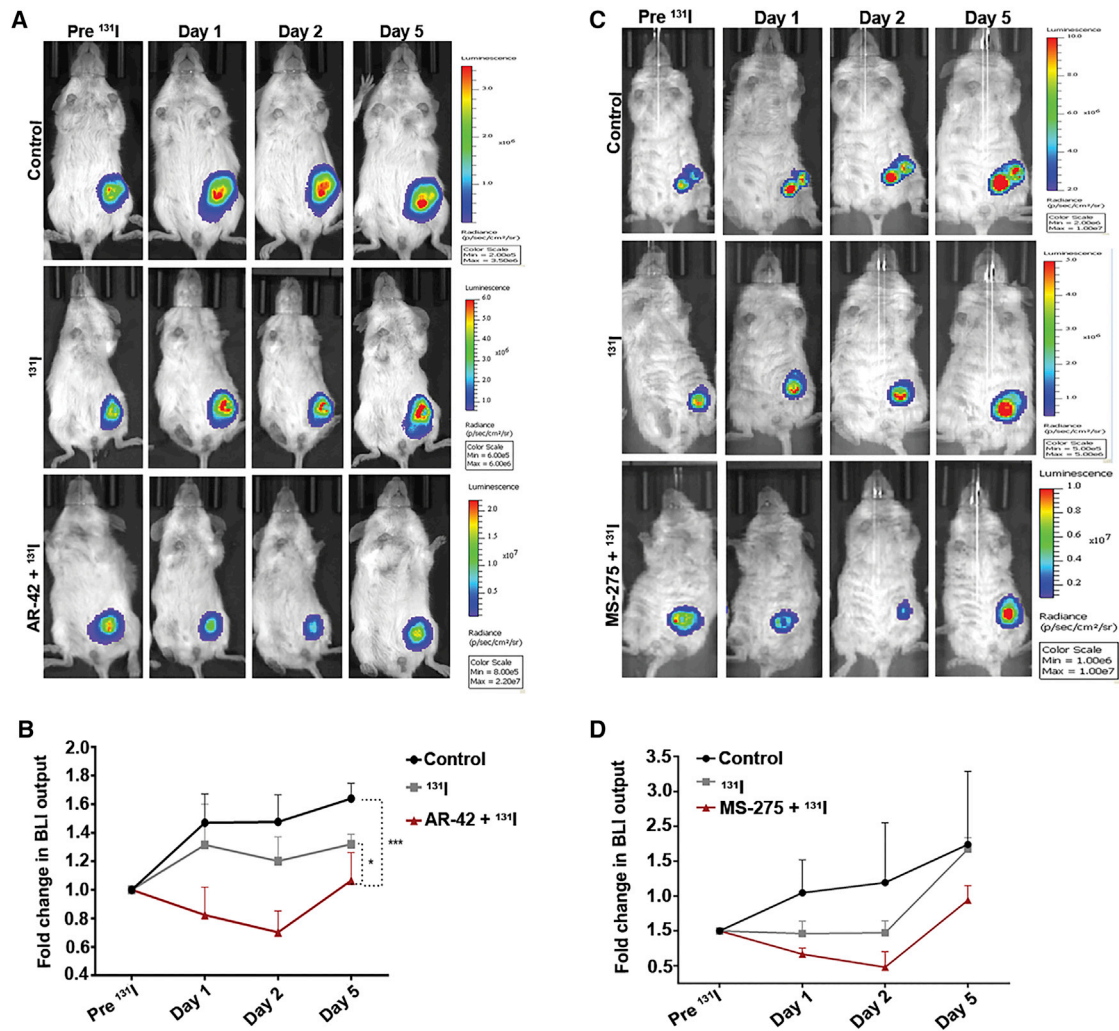 A
Pre ¹³¹I Day 1 Day 2 Day 5
Control
Luminescence
3.0
2.0
1.0
x10⁶
Radiance
(p/sec/cm²/sr)
Color Scale
Min = 2.00e5
Max = 3.50e6
¹³¹I
Luminescence
6.0
5.0
4.0
3.0
2.0
1.0
x10⁶
Radiance
(p/sec/cm²/sr)
Color Scale
Min = 6.00e5
Max = 6.00e6
AR-42 + ¹³¹I
Luminescence
2.0
1.5
1.0
0.5
x10⁷
Radiance
(p/sec/cm²/sr)
Color Scale
Min = 8.00e5
Max = 2.20e7
C
Pre ¹³¹I Day 1 Day 2 Day 5
Control
Luminescence
10.0
8.0
6.0
4.0
2.0
x10⁶
Radiance
(p/sec/cm²/sr)
Color Scale
Min = 2.00e6
Max = 1.00e7
¹³¹I
Luminescence
5.0
4.0
3.0
2.0
1.0
x10⁶
Radiance
(p/sec/cm²/sr)
Color Scale
Min = 5.00e5
Max = 5.00e6
MS-275 + ¹³¹I
Luminescence
1.0
0.8
0.6
0.4
0.2
x10⁷
Radiance
(p/sec/cm²/sr)
Color Scale
Min = 1.00e6
Max = 1.00e7
B
Fold change in BLI output
2.0
1.8
1.6
1.4
1.2
1.0
0.8
0.6
0.4
Control
¹³¹I
AR-42 + ¹³¹I
*
***
Pre ¹³¹I Day 1 Day 2 Day 5
D
Fold change in BLI output
3.5
2.5
1.5
1.0
1.5
0.5
Control
¹³¹I
MS-275 + ¹³¹I
Pre ¹³¹I Day 1 Day 2 Day 5